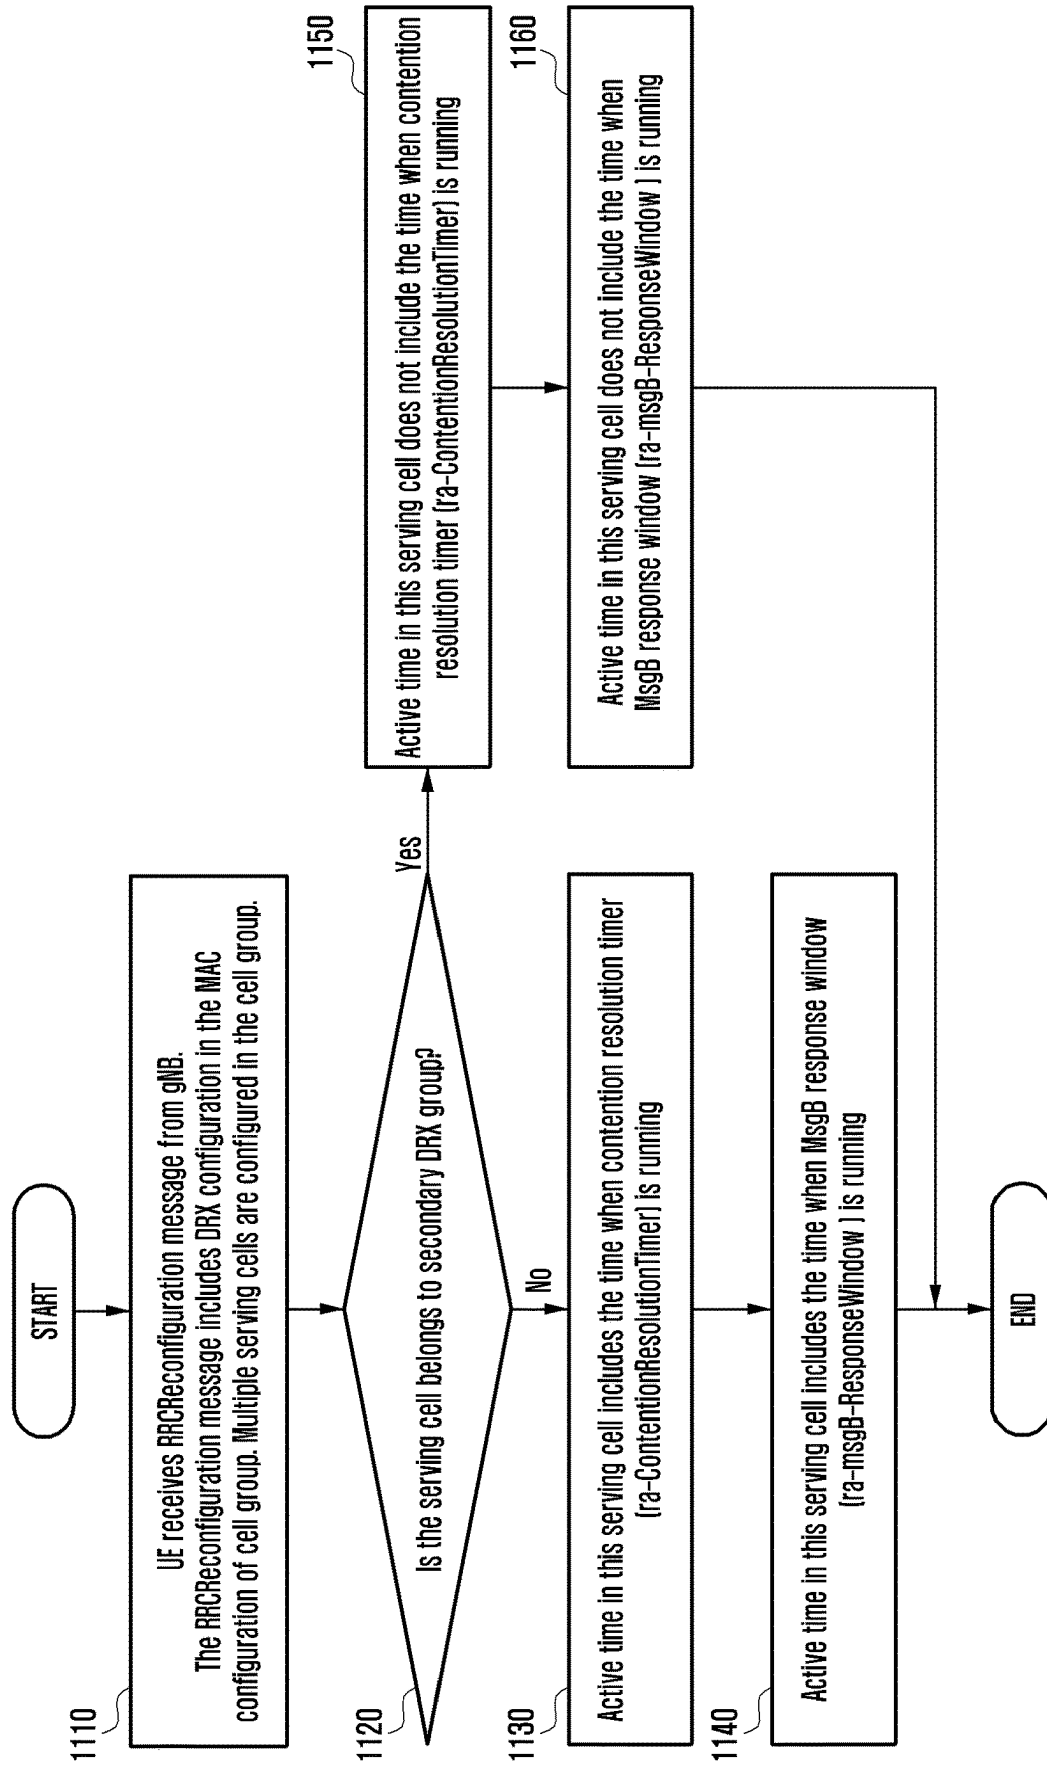 START
1110
UE receives RRCReconfiguration message from gNB.
The RRCReconfiguration message includes DRX configuration in the MAC
configuration of cell group. Multiple serving cells are configured in the cell group.
1120
Is the serving cell belongs to secondary DRX group?
Yes
No
1130
Active time in this serving cell includes the time when contention resolution timer
(ra-ContentionResolutionTimer) is running
1140
Active time in this serving cell includes the time when MsgB response window
(ra-msgB-ResponseWindow ) is running
1150
Active time in this serving cell does not include the time when contention
resolution timer (ra-ContentionResolutionTimer) is running
1160
Active time in this serving cell does not include the time when
MsgB response window (ra-msgB-ResponseWindow ) is running
END